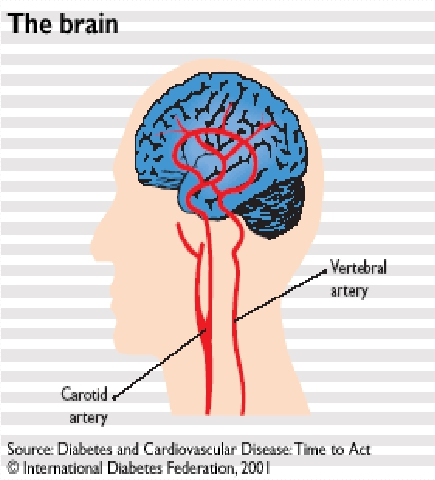 The brain
Vertebral
artery
Carotid
artery
Source: Diabetes and Cardiovascular Disease: Time to Act
© International Diabetes Federation, 2001